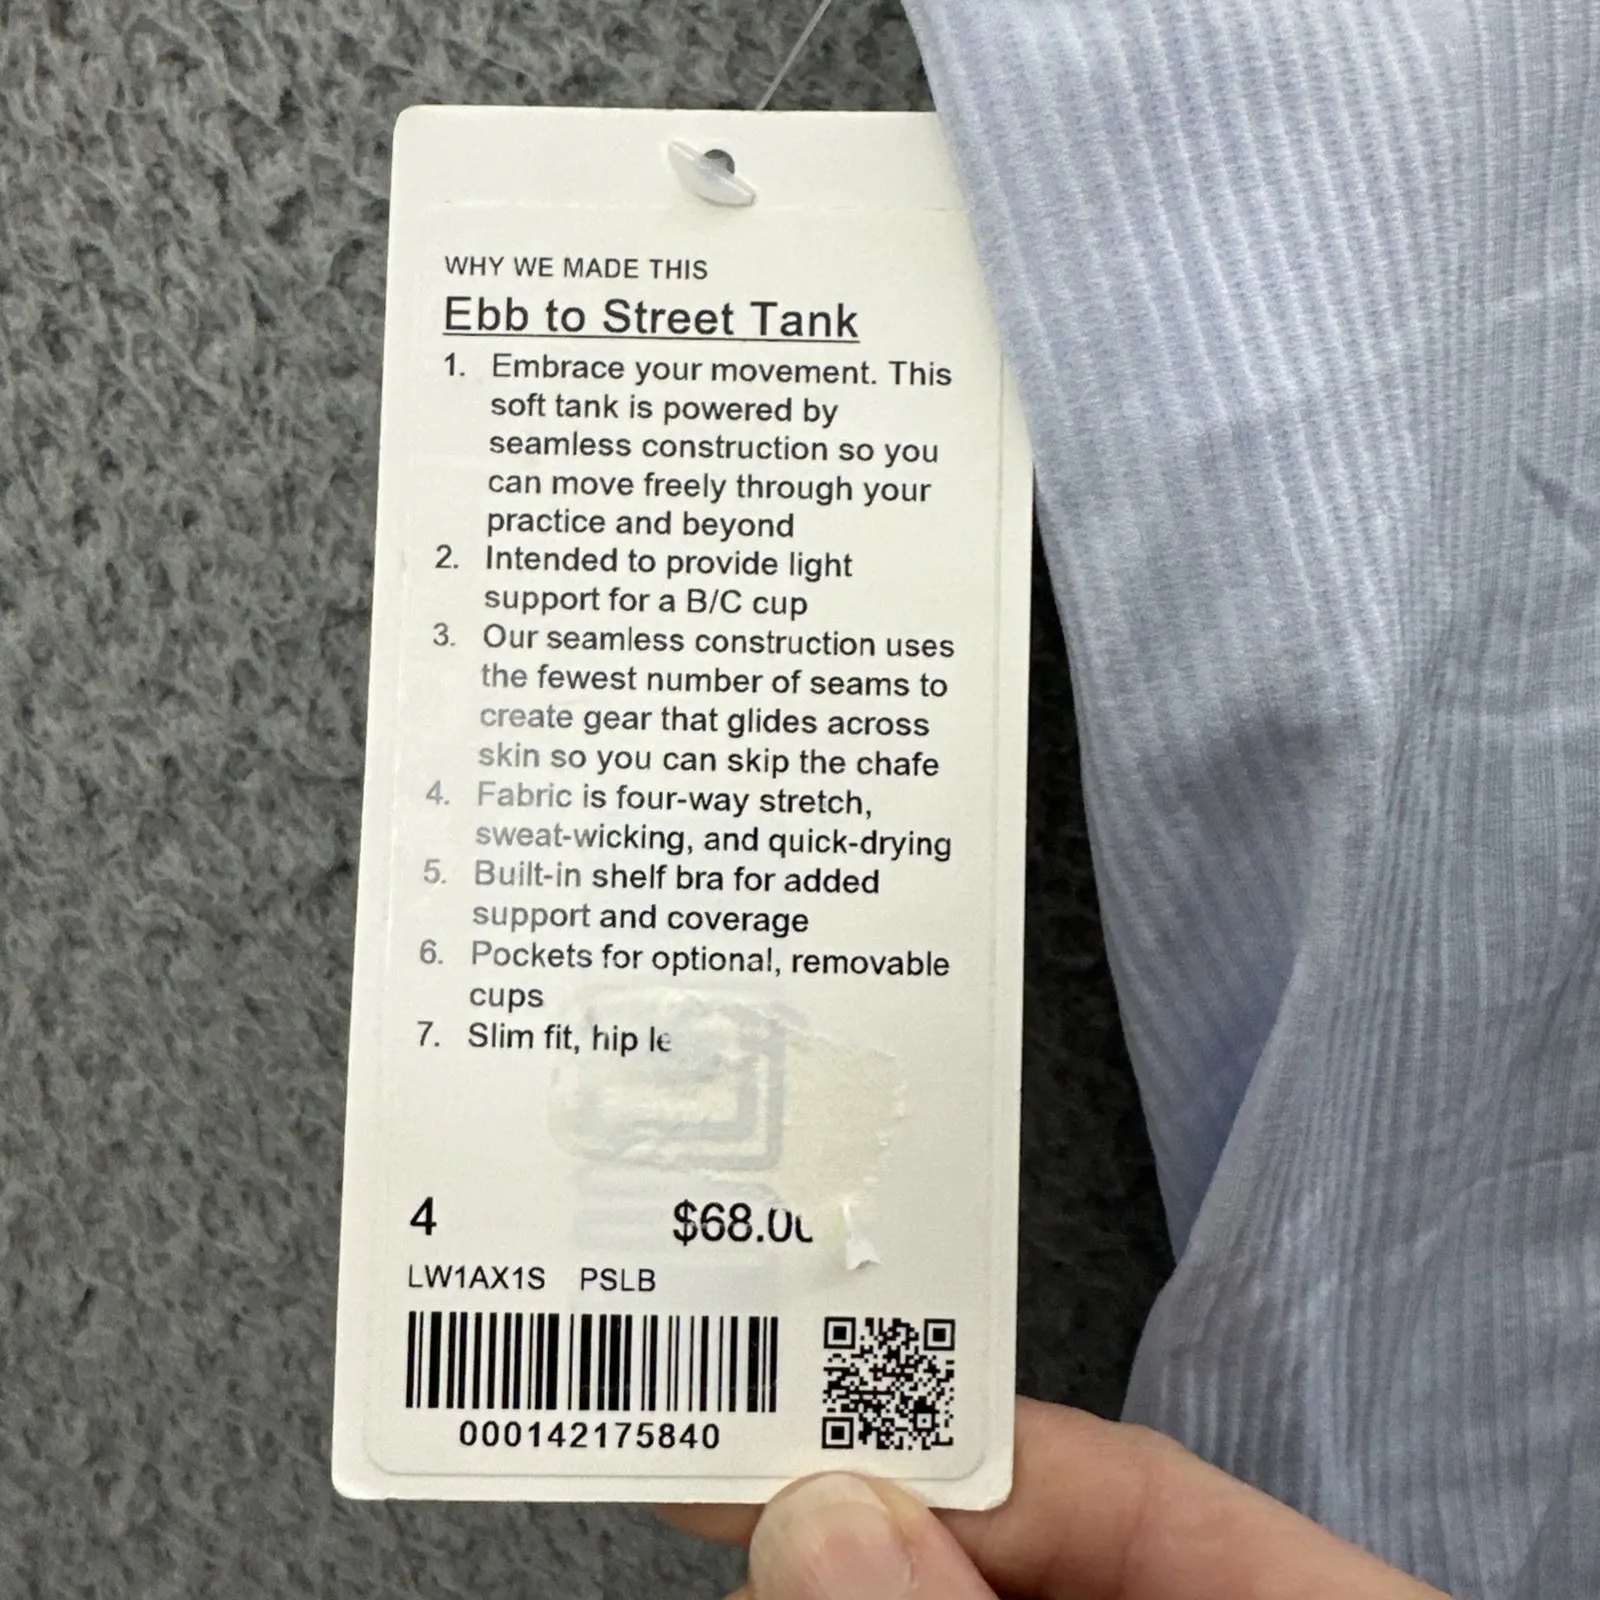 WHY WE MADE THIS
Ebb to Street Tank
1. Embrace your movement. This
soft tank is powered by
seamless construction so you
can move freely through your
practice and beyond
2. Intended to provide light
support for a B/C cup
3. Our seamless construction uses
the fewest number of seams to
create gear that glides across
skin so you can skip the chafe
4. Fabric is four-way stretch,
sweat-wicking, and quick-drying
5. Built-in shelf bra for added
support and coverage
6. Pockets for optional, removable
cups
7. Slim fit, hip
4 $68.00
LW1AX1S PSLB
000142175840